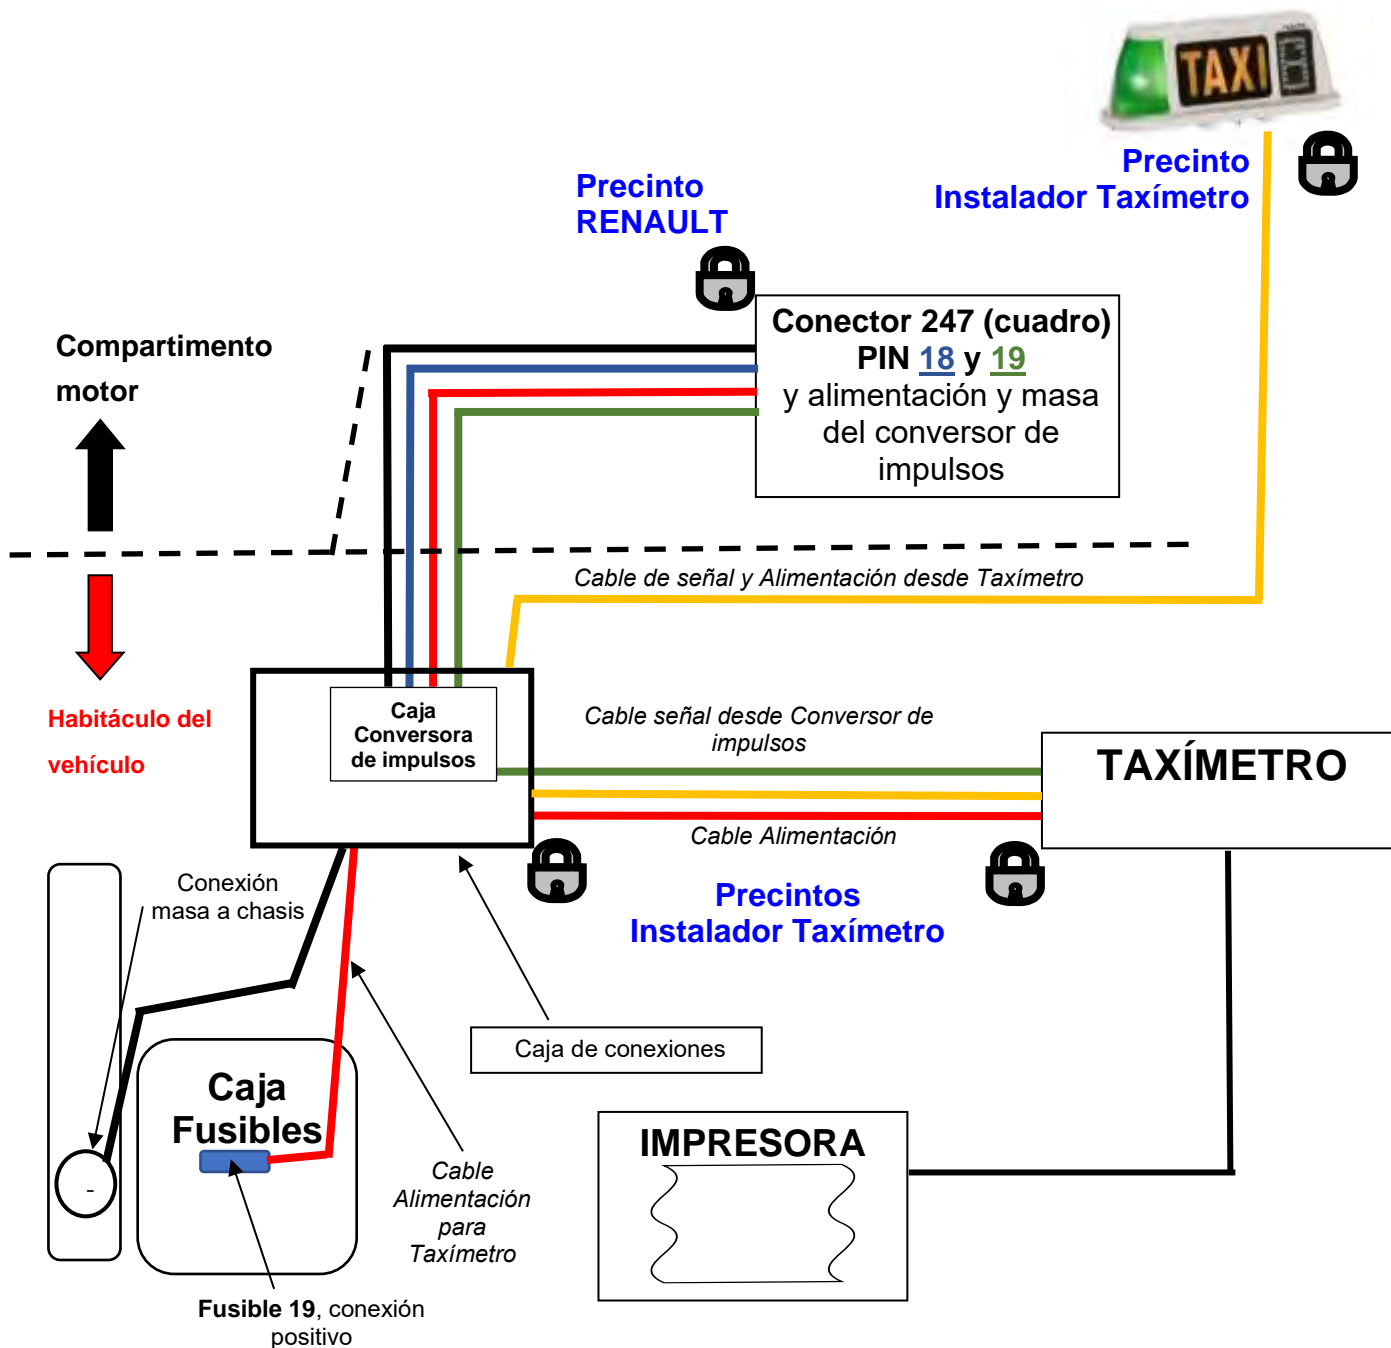 TAXI
Precinto
Instalador Taxímetro
Precinto
RENAULT
Conector 247 (cuadro)
PIN 18 y 19
y alimentación y masa
del conversor de
impulsos
Compartimento
motor
Cable de señal y Alimentación desde Taxímetro
Habitáculo del
vehículo
Caja
Conversora
de impulsos
Cable señal desde Conversor de
impulsos
TAXÍMETRO
Cable Alimentación
Precintos
Instalador Taxímetro
Conexión
masa a chasis
Caja de conexiones
Caja
Fusibles
-
Cable
Alimentación
para
Taxímetro
IMPRESORA
Fusible 19, conexión
positivo